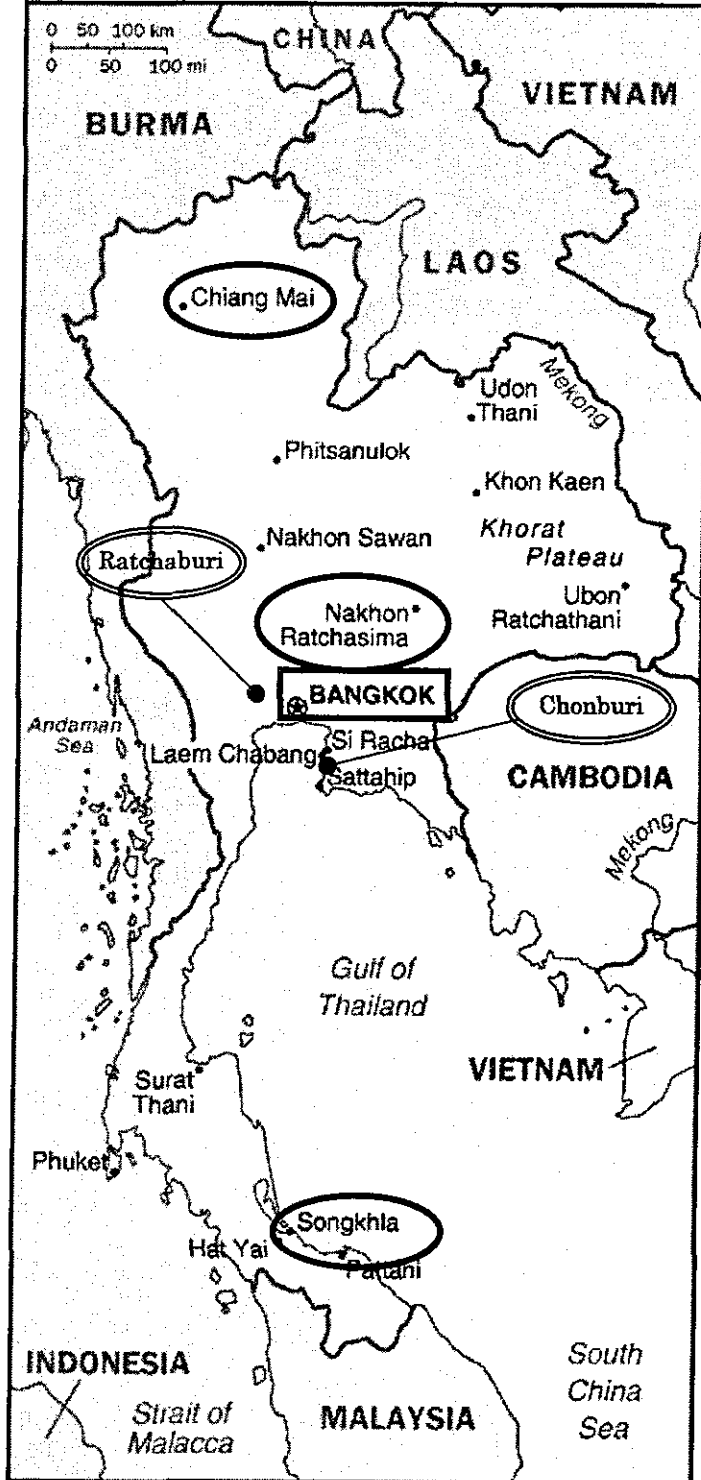 0 50 100 km
0 50 100 mi
CHINA
VIETNAM
BURMA
LAOS
Chiang Mai
Udon
Thani
Mekong
Phitsanulok
Khon Kaen
Nakhon Sawan
Khorat
Plateau
Ratchaburi
Nakhon
Ratchasima
Ubon
Ratchathani
BANGKOK
Chonburi
Andaman
Sea
Laem Chabang
Si Racha
Sattahip
CAMBODIA
Mekong
Gulf of
Thailand
VIETNAM
Surat
Thani
Phuket
Songkhla
Hat Yai
Pattani
INDONESIA
Strait of
Malacca
MALAYSIA
South
China
Sea